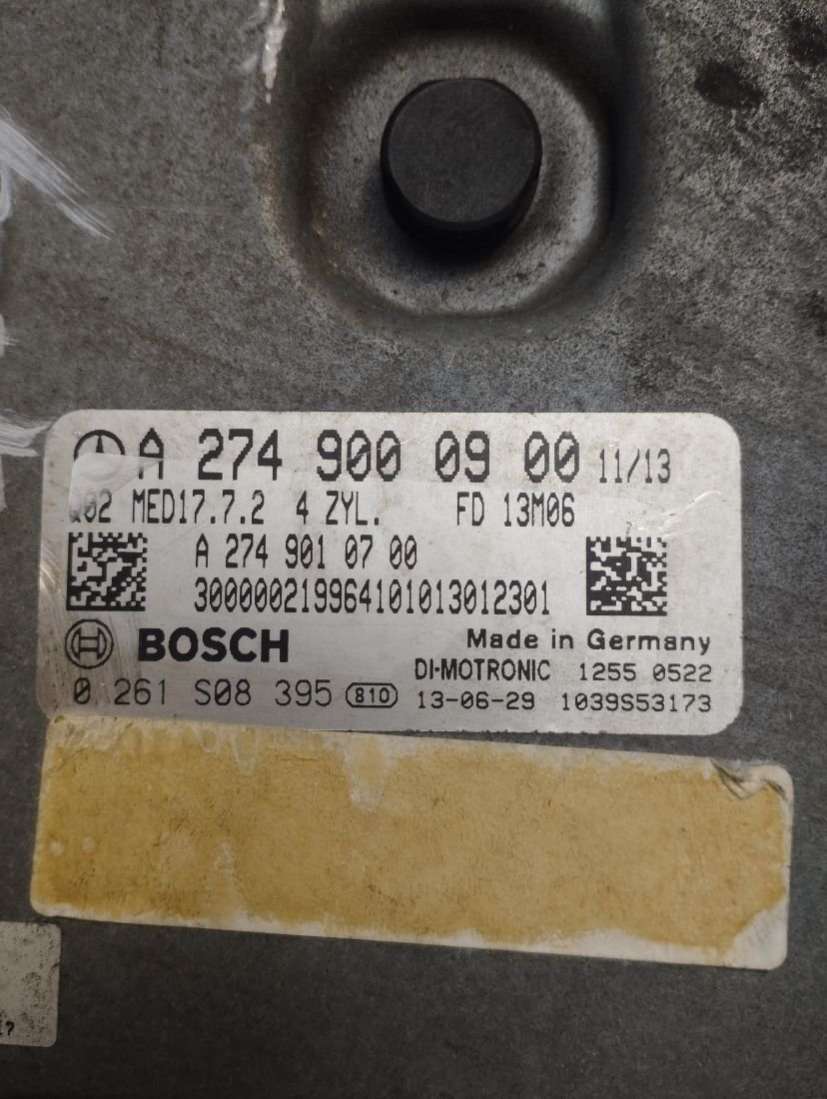 A 274 900 09 00 11/13
Q02 MED17.7.2 4 ZYL. FD 13M06
A 274 901 07 00
300000219964101013012301
BOSCH Made in Germany
DI-MOTRONIC 1255 0522
0 261 S08 395 810 13-06-29 1039S53173